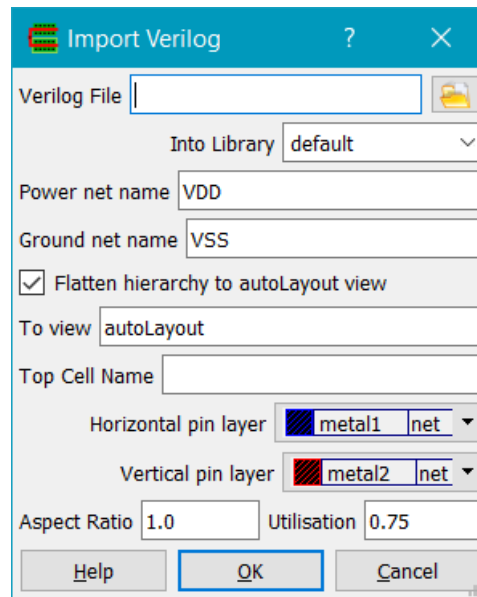 Import Verilog ?
Verilog File
Into Library default
Power net name VDD
Ground net name VSS
Flatten hierarchy to autoLayout view
To view autoLayout
Top Cell Name
Horizontal pin layer metal1 net
Vertical pin layer metal2 net
Aspect Ratio 1.0 Utilisation 0.75
Help OK Cancel